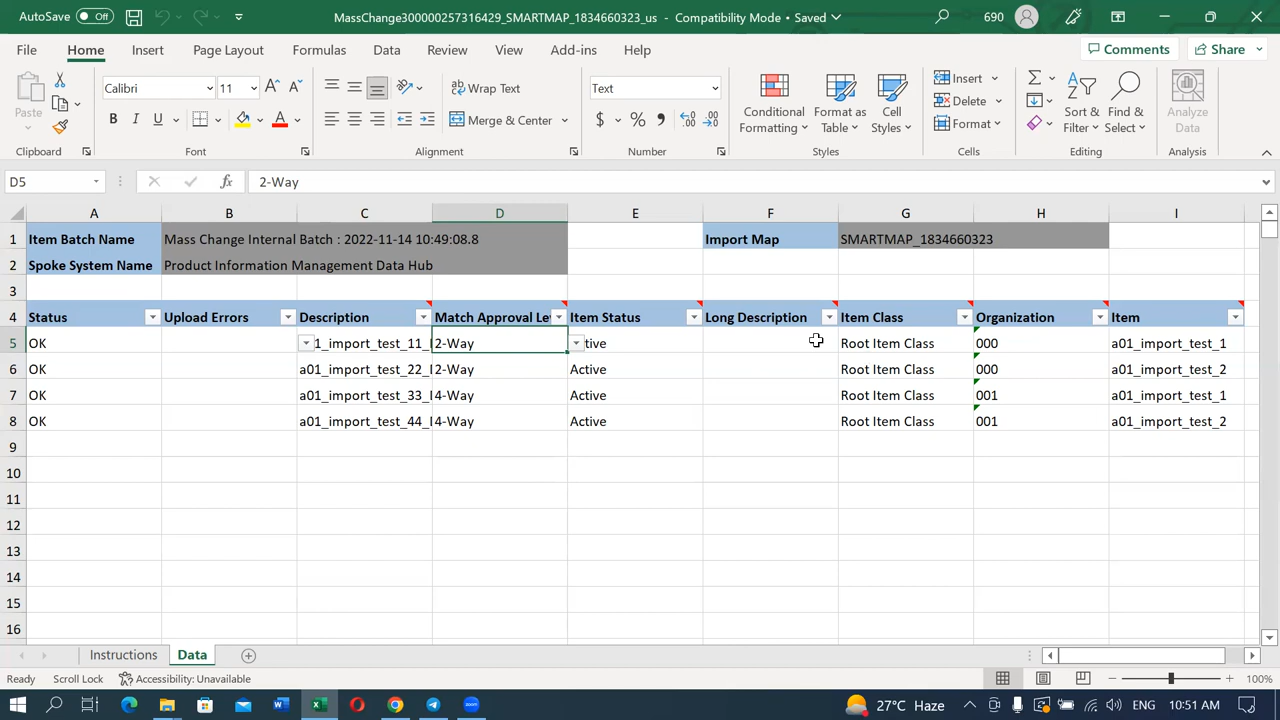 AutoSave Off MassChange300000257316429_SMARTMAP_1834660323_us - Compatibility Mode • Saved 690
File Home Insert Page Layout Formulas Data Review View Add-ins Help Comments Share
Paste Calibri 11 Wrap Text Text Conditional Formatting Format as Table Cell Styles Insert Sort & Filter Find & Select Analyze Data
B I U A Merge & Center $ % Delete
Format
Clipboard Font Alignment Number Styles Cells Editing Analysis
D5 fx 2-Way
A B C D E F G H I
1 Item Batch Name Mass Change Internal Batch : 2022-11-14 10:49:08.8 Import Map SMARTMAP_1834660323
2 Spoke System Name Product Information Management Data Hub
3
4 Status Upload Errors Description Match Approval Le Item Status Long Description Item Class Organization Item
5 OK 1_import_test_11_ 2-Way tive Root Item Class 000 a01_import_test_1
6 OK a01_import_test_22_ 2-Way Active Root Item Class 000 a01_import_test_2
7 OK a01_import_test_33_ 4-Way Active Root Item Class 001 a01_import_test_1
8 OK a01_import_test_44_ 4-Way Active Root Item Class 001 a01_import_test_2
9
10
11
12
13
14
15
16
Instructions Data
Ready Scroll Lock Accessibility: Unavailable 100%
27°C Haze 10:51 AM